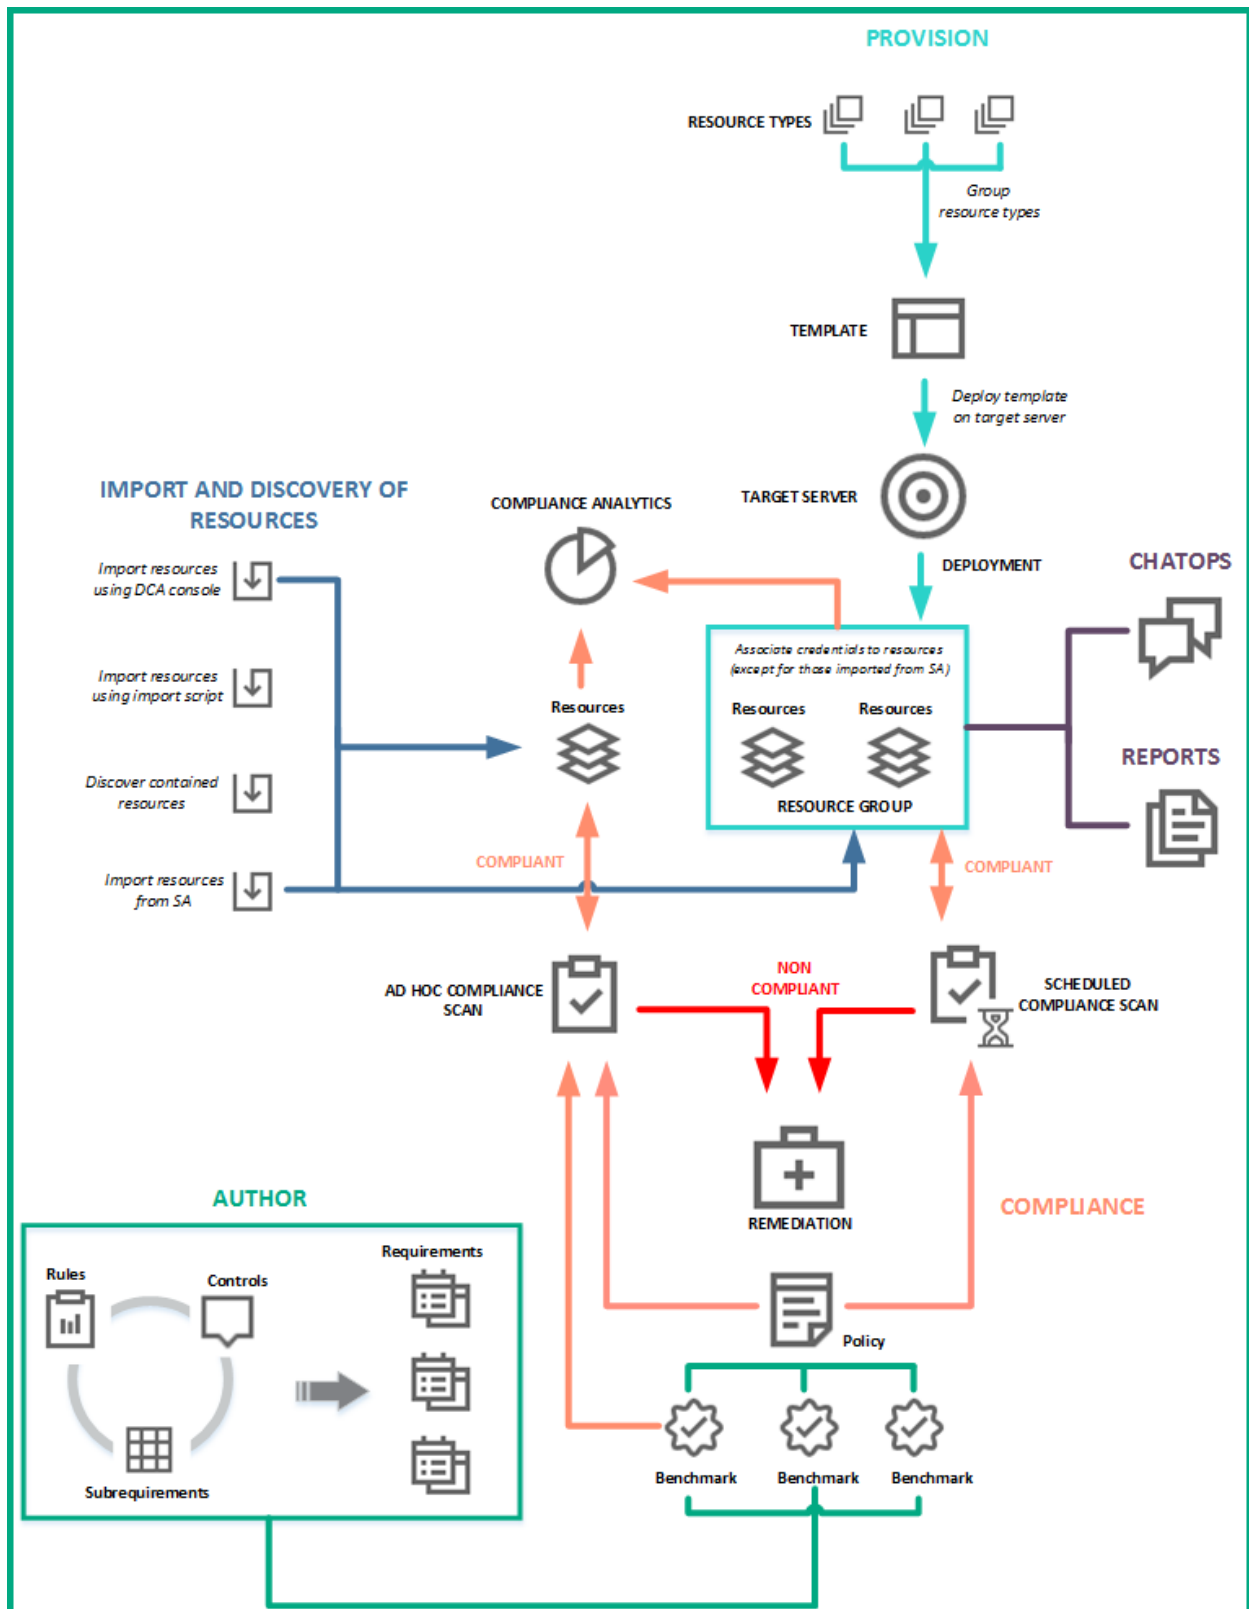 PROVISION
RESOURCE TYPES
Group
resource types
TEMPLATE
Deploy template
on target server
IMPORT AND DISCOVERY OF
RESOURCES
COMPLIANCE ANALYTICS
TARGET SERVER
Import resources
using DCA console
DEPLOYMENT
CHATOPS
Associate credentials to resources
(except for those imported from SA)
Import resources
using import script
Resources
Resources
Resources
REPORTS
Discover contained
resources
RESOURCE GROUP
COMPLIANT
COMPLIANT
Import resources
from SA
AD HOC COMPLIANCE
SCAN
NON
COMPLIANT
SCHEDULED
COMPLIANCE SCAN
REMEDIATION
AUTHOR
COMPLIANCE
Requirements
Rules
Controls
Policy
Subrequirements
Benchmark
Benchmark
Benchmark